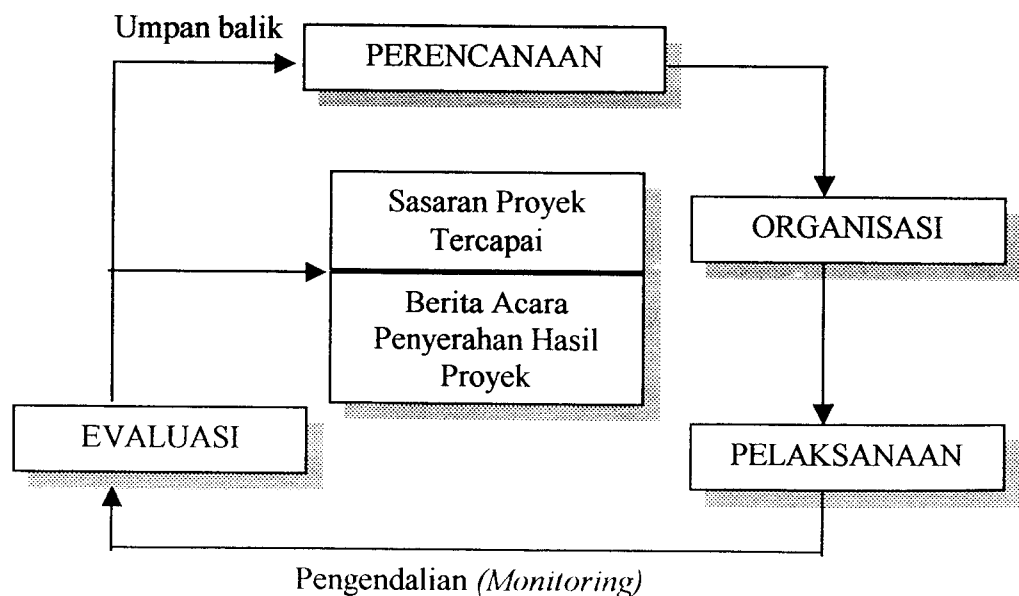 Umpan balik
PERENCANAAN
Sasaran Proyek
Tercapai
ORGANISASI
Berita Acara
Penyerahan Hasil
Proyek
EVALUASI
PELAKSANAAN
Pengendalian (Monitoring)